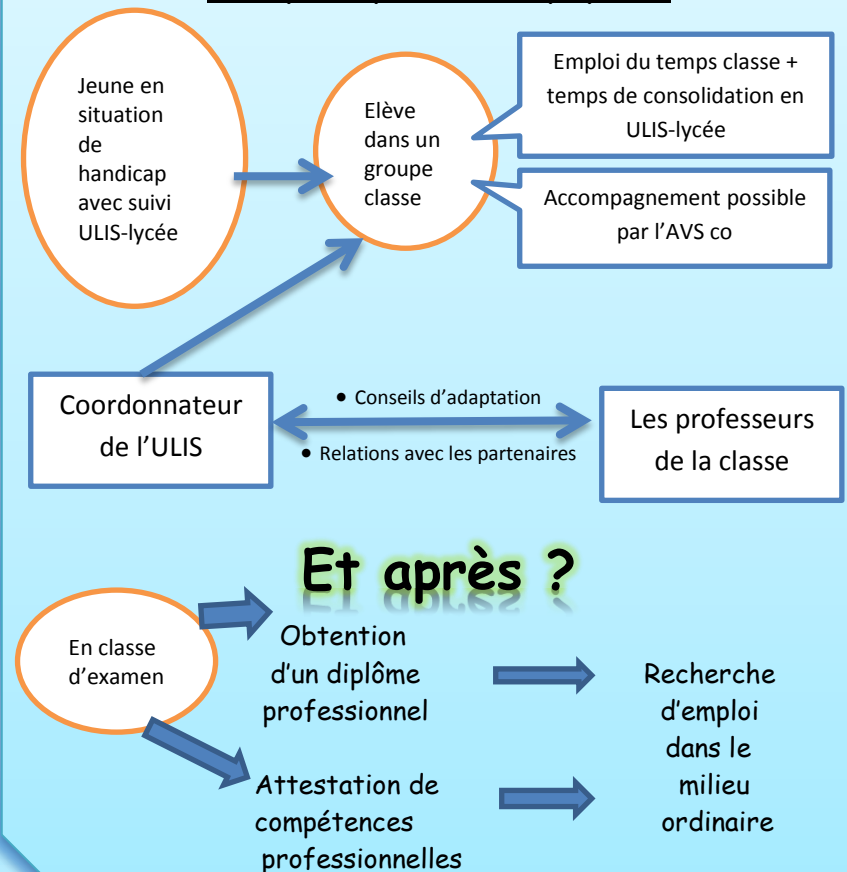 Jeune en
situation
de
handicap
avec suivi
ULIS-lycée
Elève
dans un
groupe
classe
Emploi du temps classe +
temps de consolidation en
ULIS-lycée
Accompagnement possible
par l’AVS co
Coordonnateur
de l’ULIS
• Conseils d’adaptation
• Relations avec les partenaires
Les professeurs
de la classe
Et après ?
En classe
d’examen
Obtention
d’un diplôme
professionnel
Attestation de
compétences
professionnelles
Recherche
d’emploi
dans le
milieu
ordinaire